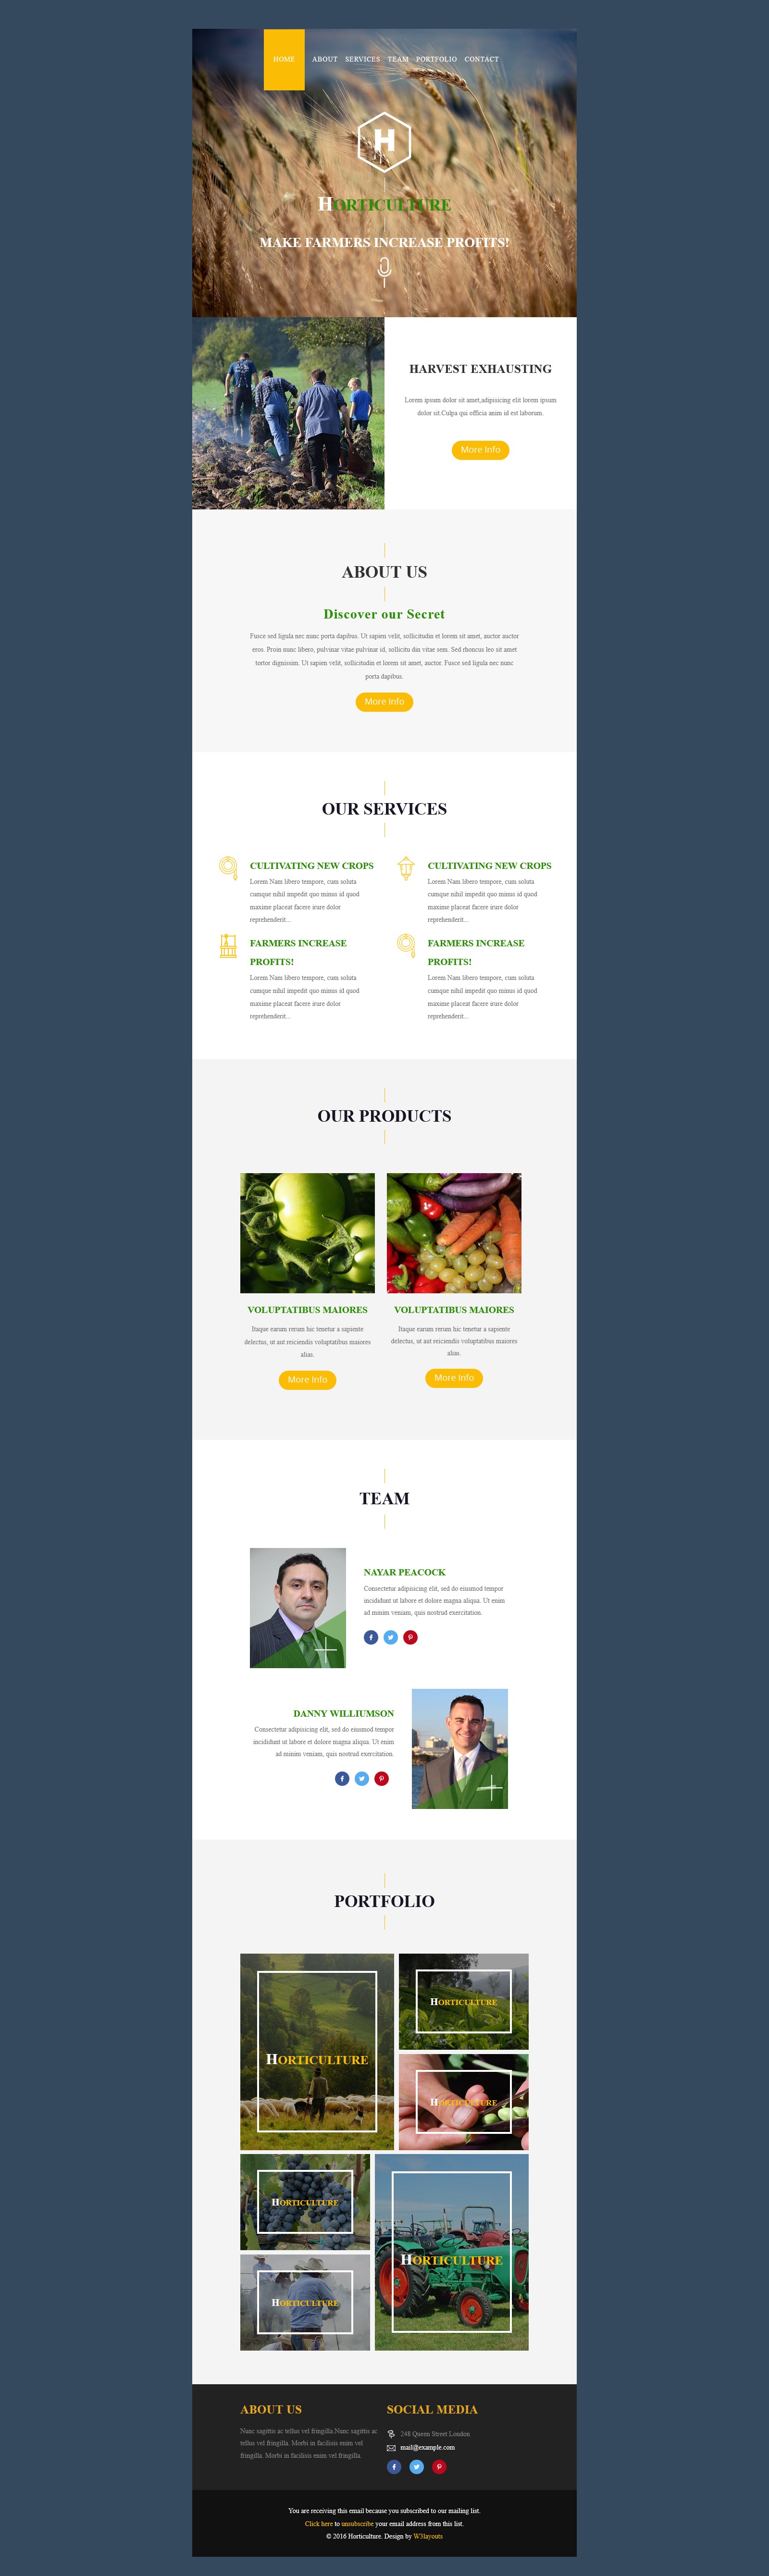 HOME ABOUT SERVICES TEAM PORTFOLIO CONTACT
H
HORTICULTURE
MAKE FARMERS INCREASE PROFITS!
HARVEST EXHAUSTING
Lorem ipsum dolor sit amet,adipisicing elit lorem ipsum
dolor sit.Culpa qui officia anim id est laborum.
More Info
ABOUT US
Discover our Secret
Fusce sed ligula nec nunc porta dapibus. Ut sapien velit, sollicitudin et lorem sit amet, auctor auctor
eros. Proin nunc libero, pulvinar vitae pulvinar id, sollicitu din vitae sem. Sed rhoncus leo sit amet
tortor dignissim. Ut sapien velit, sollicitudin et lorem sit amet, auctor. Fusce sed ligula nec nunc
porta dapibus.
More Info
OUR SERVICES
CULTIVATING NEW CROPS
Lorem Nam libero tempore, cum soluta
cumque nihil impedit quo minus id quod
maxime placeat facere irure dolor
reprehenderit...
CULTIVATING NEW CROPS
Lorem Nam libero tempore, cum soluta
cumque nihil impedit quo minus id quod
maxime placeat facere irure dolor
reprehenderit...
FARMERS INCREASE
PROFITS!
Lorem Nam libero tempore, cum soluta
cumque nihil impedit quo minus id quod
maxime placeat facere irure dolor
reprehenderit...
FARMERS INCREASE
PROFITS!
Lorem Nam libero tempore, cum soluta
cumque nihil impedit quo minus id quod
maxime placeat facere irure dolor
reprehenderit...
OUR PRODUCTS
VOLUPTATIBUS MAIORES
Itaque earum rerum hic tenetur a sapiente
delectus, ut aut reiciendis voluptatibus maiores
alias.
More Info
VOLUPTATIBUS MAIORES
Itaque earum rerum hic tenetur a sapiente
delectus, ut aut reiciendis voluptatibus maiores
alias.
More Info
TEAM
NAYAR PEACOCK
Consectetur adipisicing elit, sed do eiusmod tempor
incididunt ut labore et dolore magna aliqua. Ut enim
ad minim veniam, quis nostrud exercitation.
DANNY WILLIUMSON
Consectetur adipisicing elit, sed do eiusmod tempor
incididunt ut labore et dolore magna aliqua. Ut enim
ad minim veniam, quis nostrud exercitation.
PORTFOLIO
HORTICULTURE
HORTICULTURE
HORTICULTURE
HORTICULTURE
HORTICULTURE
HORTICULTURE
ABOUT US
Nunc sagittis ac tellus vel fringilla.Nunc sagittis ac
tellus vel fringilla. Morbi in facilisis enim vel
fringilla. Morbi in facilisis enim vel fringilla.
SOCIAL MEDIA
248 Queen Street London
mail@example.com
You are receiving this email because you subscribed to our mailing list.
Click here to unsubscribe your email address from this list.
© 2016 Horticulture. Design by W3layouts